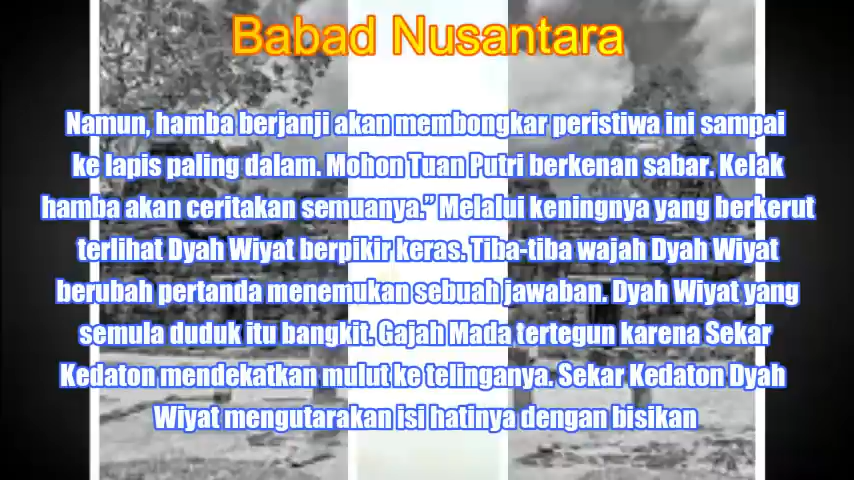 Babad Nusantara
Namun, hamba berjanji akan membongkar peristiwa ini sampai
ke lapis paling dalam. Mohon Tuan Putri berkenan sabar. Kelak
hamba akan ceritakan semuanya.” Melalui keningnya yang berkerut
terlihat Dyah Wiyat berpikir keras. Tiba-tiba wajah Dyah Wiyat
berubah pertanda menemukan sebuah jawaban. Dyah Wiyat yang
semula duduk itu bangkit. Gajah Mada tertegun karena Sekar
Kedaton mendekatkan mulut ke telinganya. Sekar Kedaton Dyah
Wiyat mengutarakan isi hatinya dengan bisikan